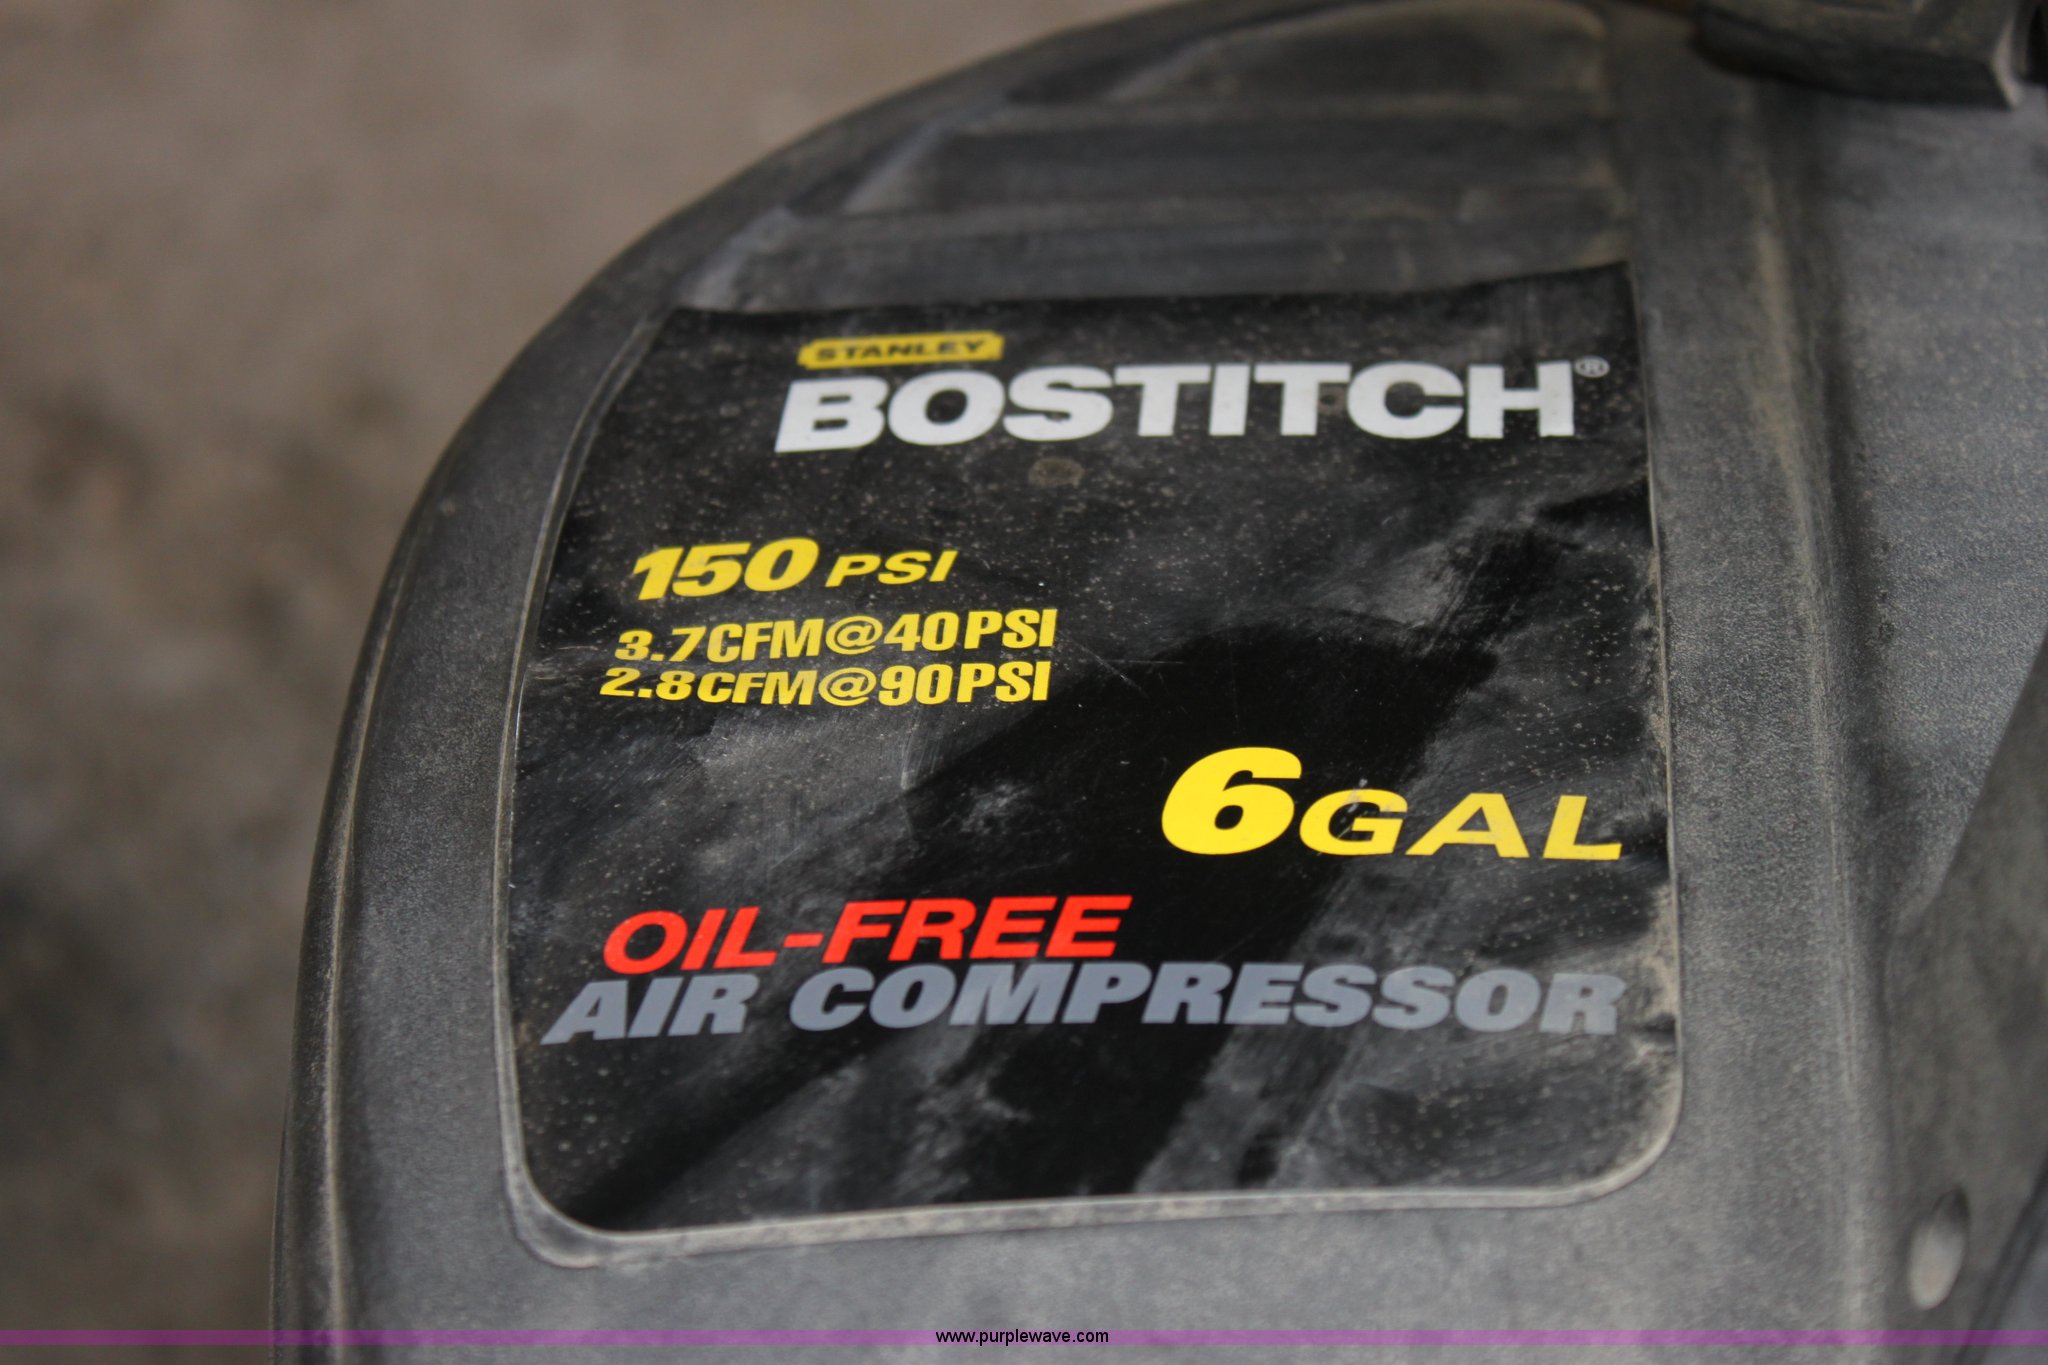 STANLEY
BOSTITCH®
150 PSI
3.7CFM@40PSI
2.8CFM@90PSI
6GAL
OIL-FREE
AIR COMPRESSOR
www.purplewave.com